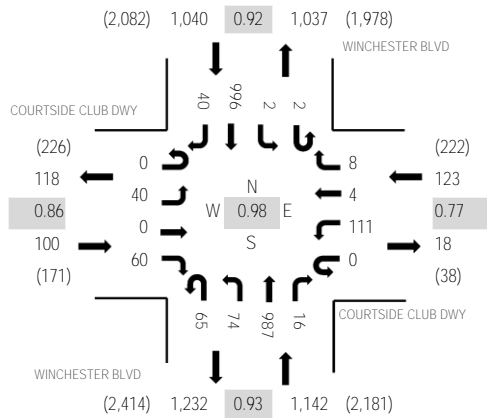 (2,082) 1,040 0.92 1,037 (1,978)
WINCHESTER BLVD
COURTSIDE CLUB DWY
40 996 2 2
(226) (222)
118 0 8 123
0.86 40 N 4 0.77
W 0.98 E
100 0 S 111 18
(171) 60 0 (38)
65 74 987 16
COURTSIDE CLUB DWY
WINCHESTER BLVD
(2,414) 1,232 0.93 1,142 (2,181)